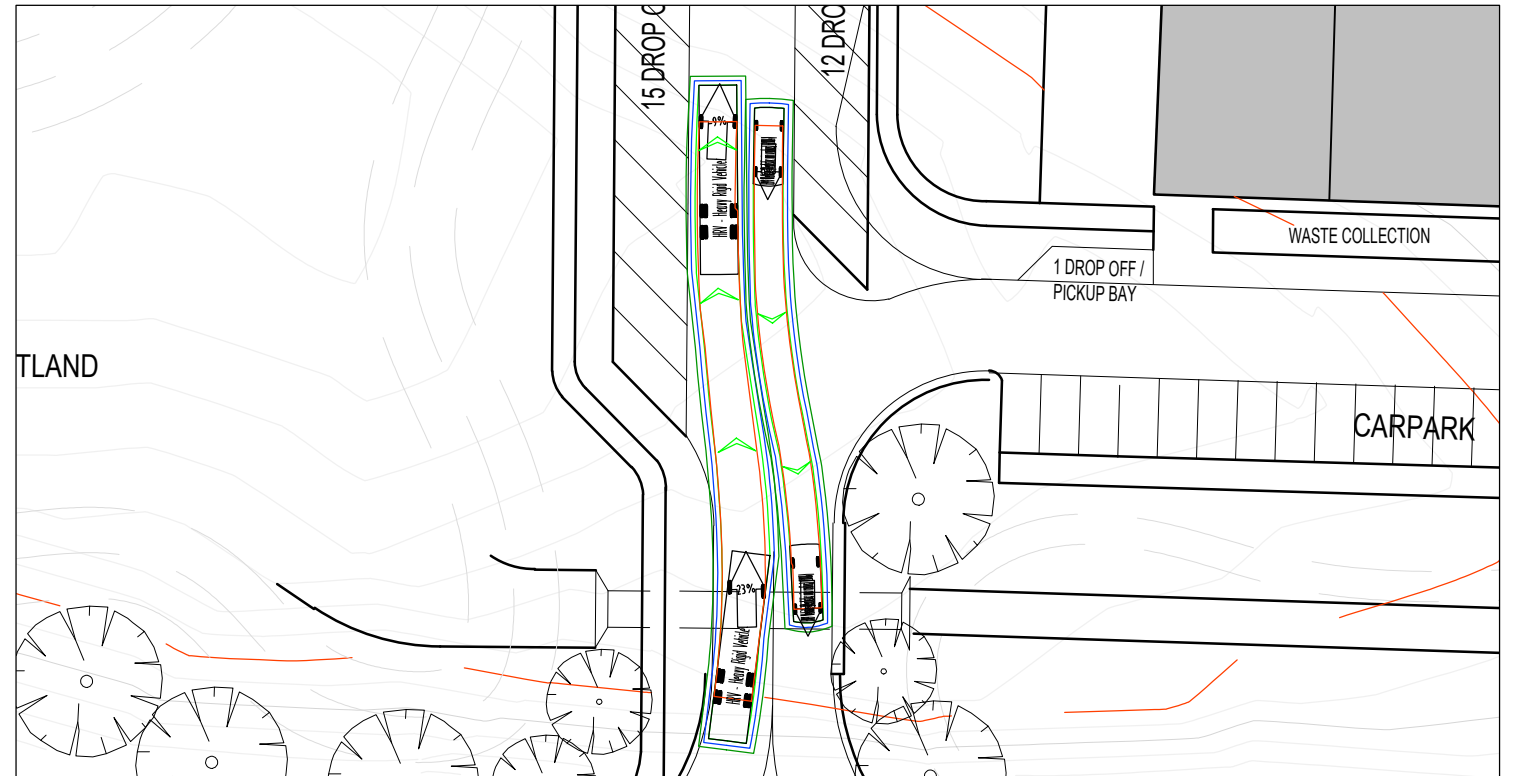 15 DROP
12 DRO
9%
HRV - Heavy Rigid Vehicle
WASTE COLLECTION
1 DROP OFF /
PICKUP BAY
TLAND
CARPARK
23%
HRV - Heavy Rigid Vehicle